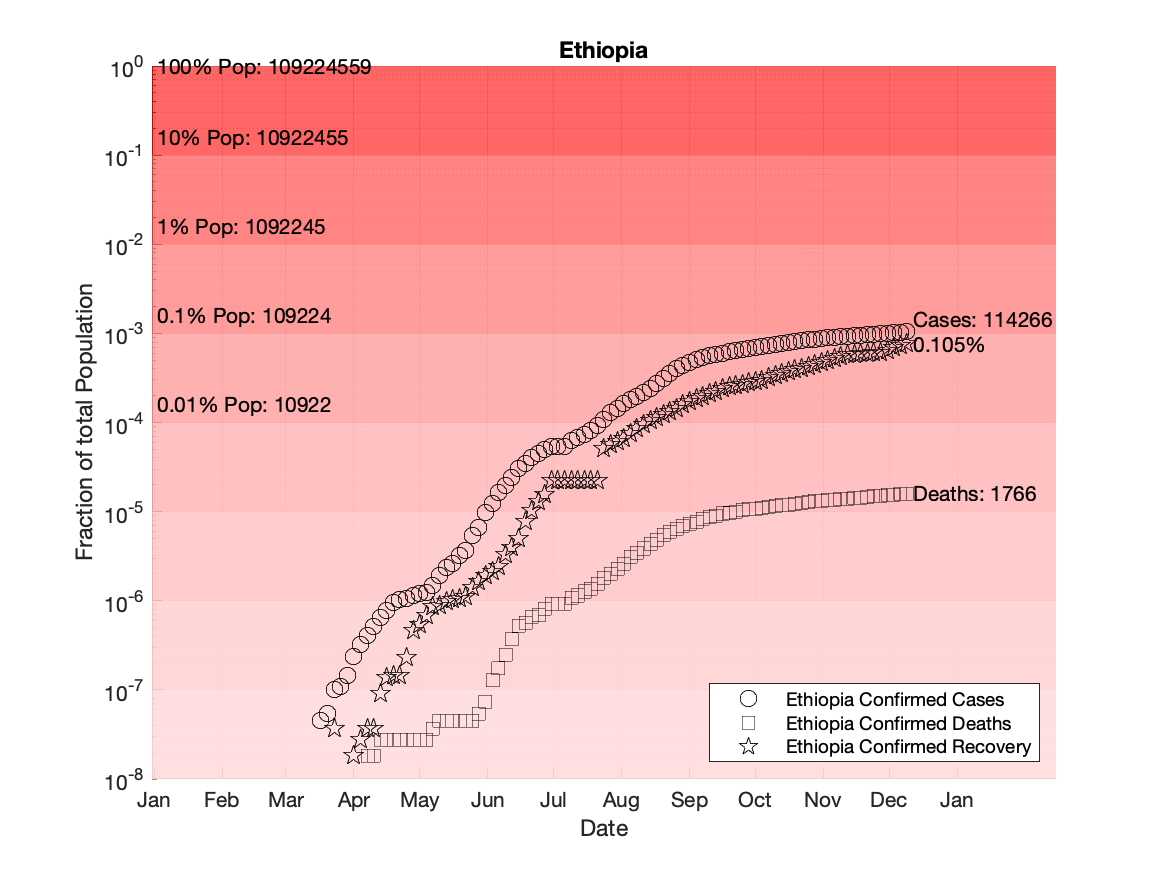 Ethiopia
10^0
100% Pop: 109224559
10% Pop: 10922455
10^-1
1% Pop: 1092245
10^-2
0.1% Pop: 109224
10^-3
Cases: 114266
0.105%
0.01% Pop: 10922
10^-4
Deaths: 1766
10^-5
10^-6
10^-7
10^-8
Fraction of total Population
Ethiopia Confirmed Cases
Ethiopia Confirmed Deaths
Ethiopia Confirmed Recovery
Jan Feb Mar Apr May Jun Jul Aug Sep Oct Nov Dec Jan
Date